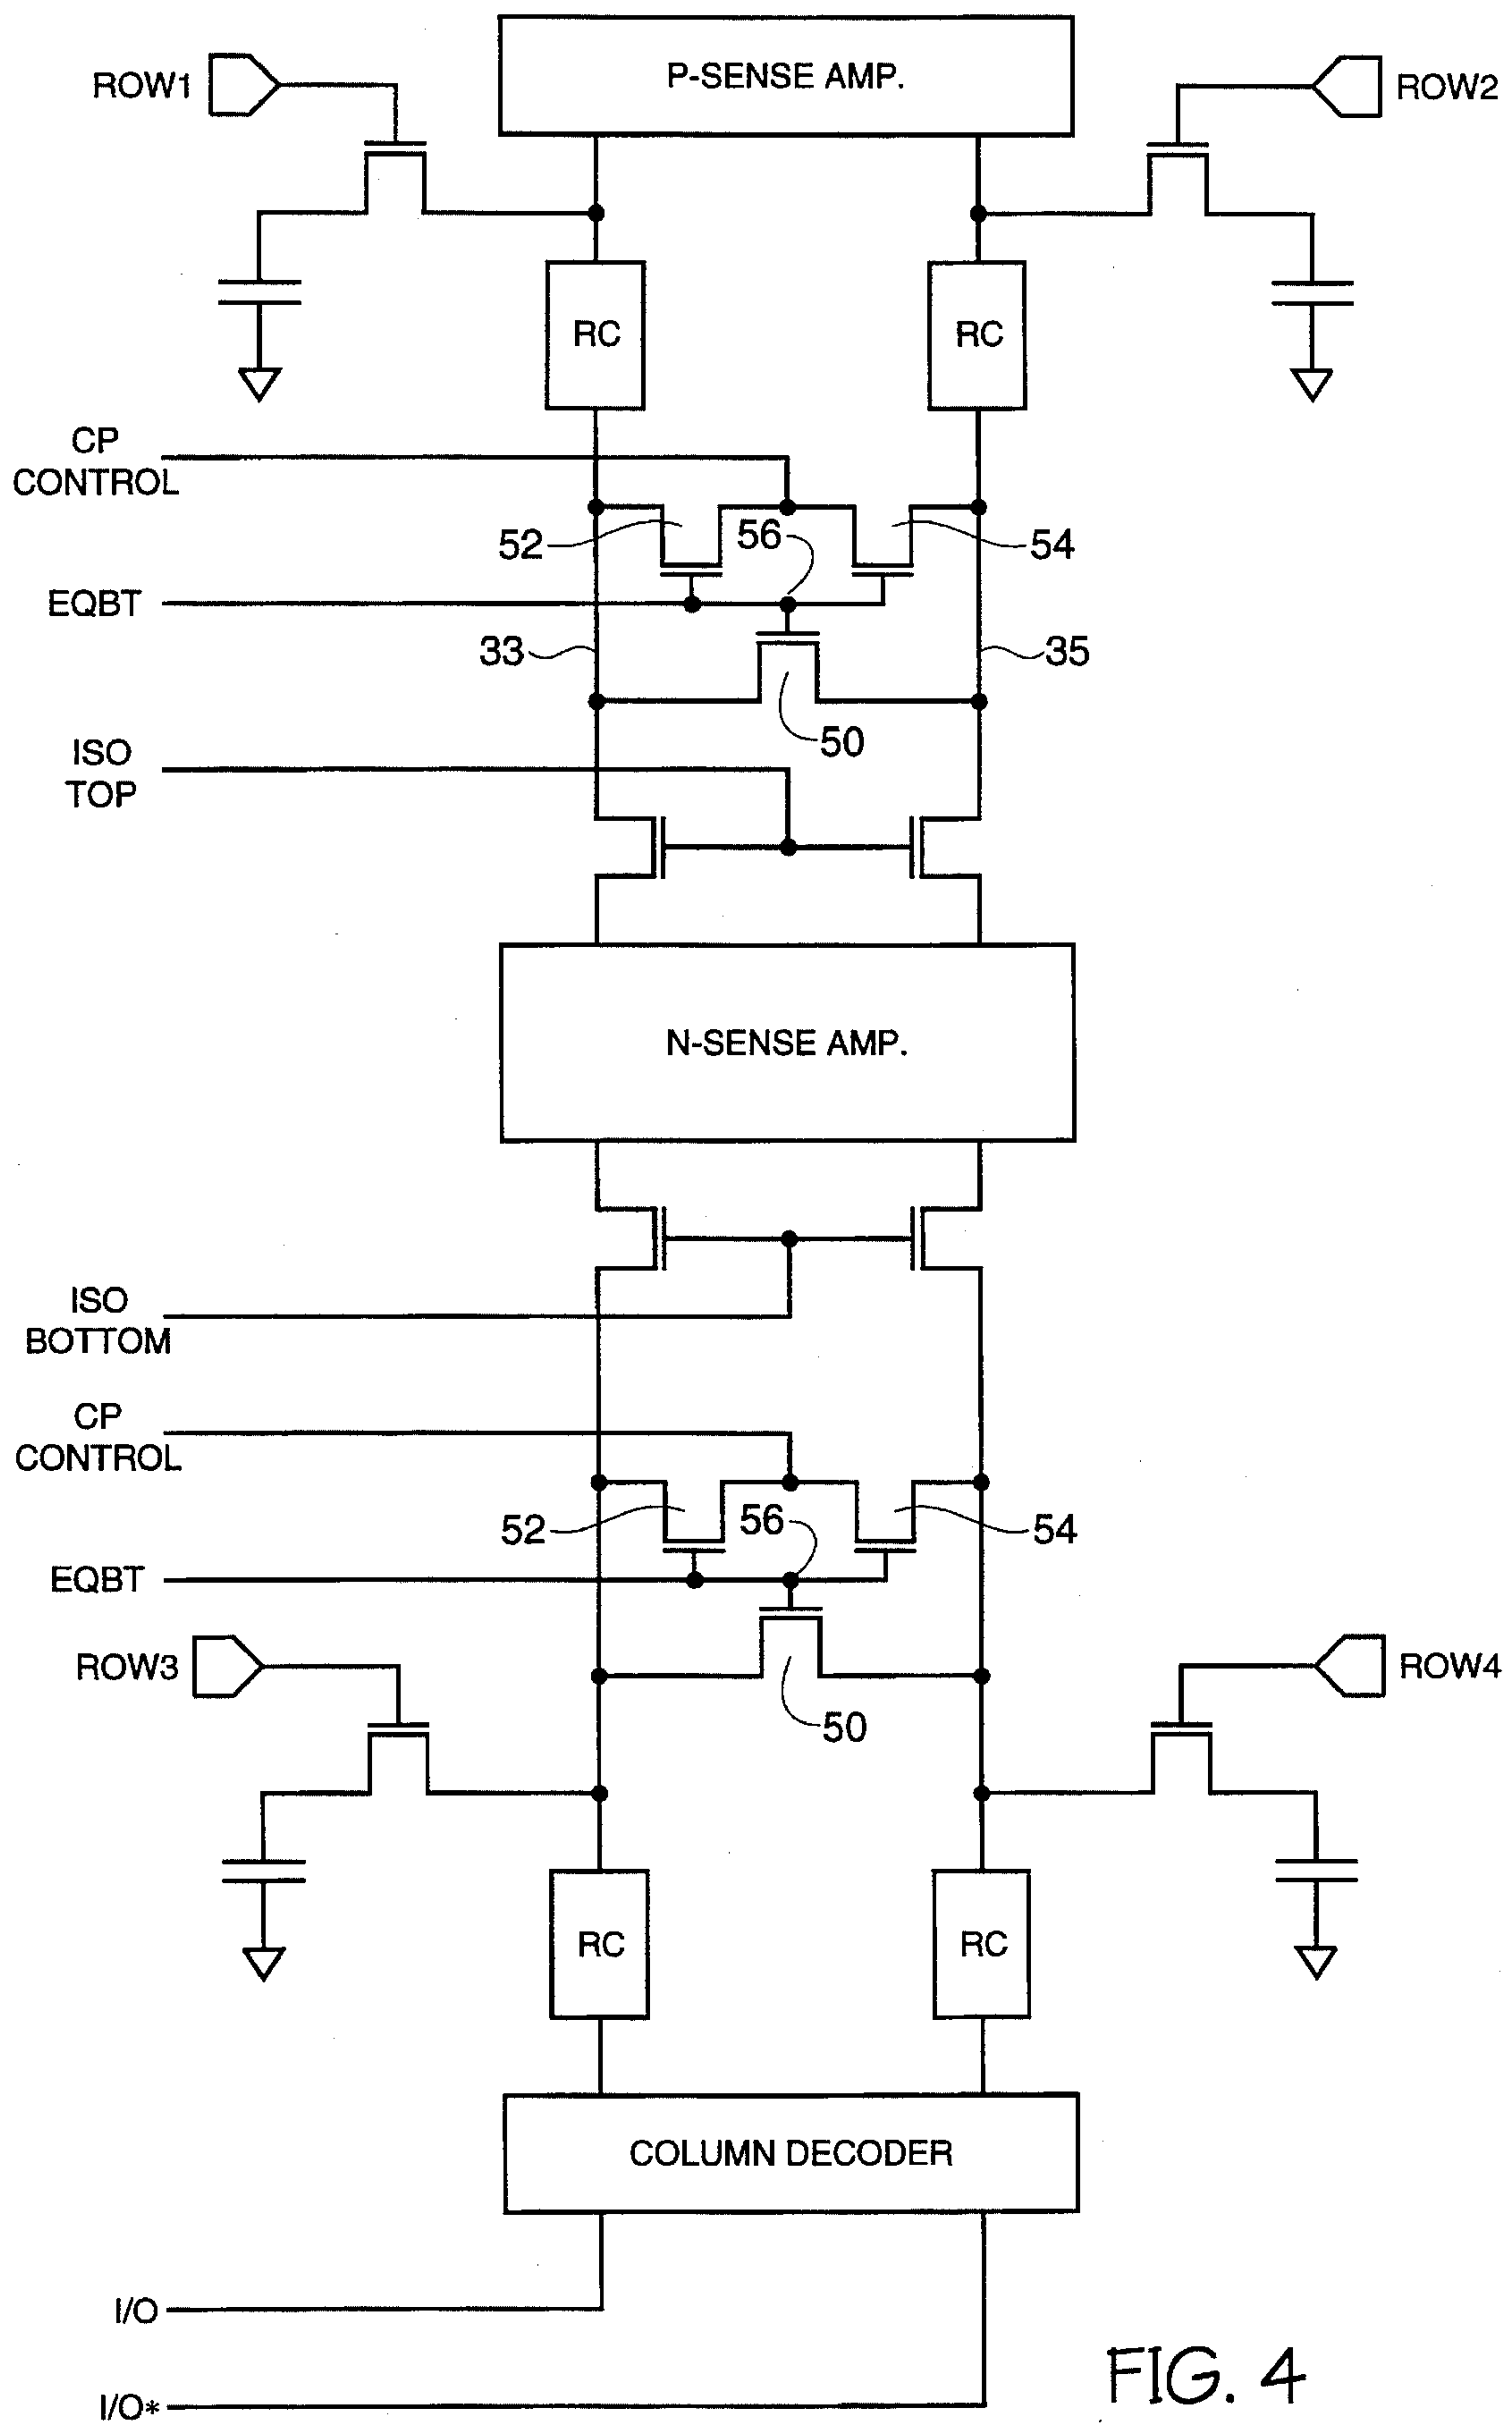 P-SENSE AMP.
ROW1
ROW2
RC
RC
CP
CONTROL
52
56
54
EQBT
33
35
50
ISO
TOP
N-SENSE AMP.
ISO
BOTTOM
CP
CONTROL
52
56
54
EQBT
ROW3
ROW4
50
RC
RC
COLUMN DECODER
I/O
I/O*
FIG. 4